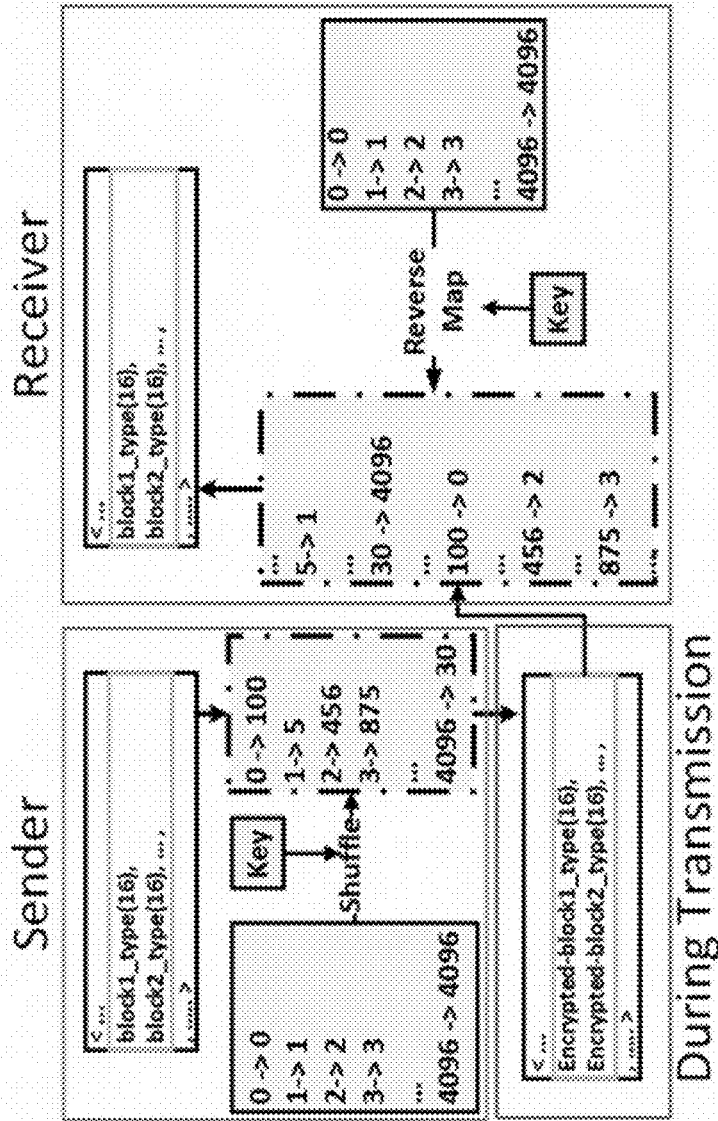 Sender
< ...
block1_type(16),
block2_type(16), ... ,
, ..... >
0 -> 0
1-> 1
2-> 2
3-> 3
...
4096 -> 4096
Key
Shuffle
0 -> 100
1-> 5
2-> 456
3-> 875
...
4096 -> 30
During Transmission
< ...
Encrypted-block1_type(16),
Encrypted-block2_type(16), ... ,
, ..... >
Receiver
< ...
block1_type(16),
block2_type(16), ... ,
, ..... >
...
5-> 1
...
30 -> 4096
...
100 -> 0
...
456 -> 2
...
875 -> 3
...
Reverse
Map
Key
0 -> 0
1-> 1
2-> 2
3-> 3
...
4096 -> 4096